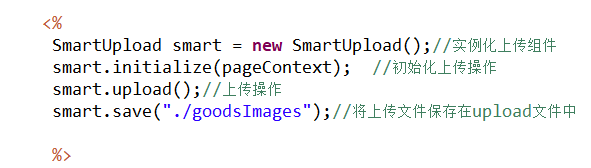 <%
SmartUpload smart = new SmartUpload();//实例化上传组件
smart.initialize(pageContext);  //初始化上传操作
smart.upload();//上传操作
smart.save("./goodsImages");//将上传文件保存在upload文件中
%>